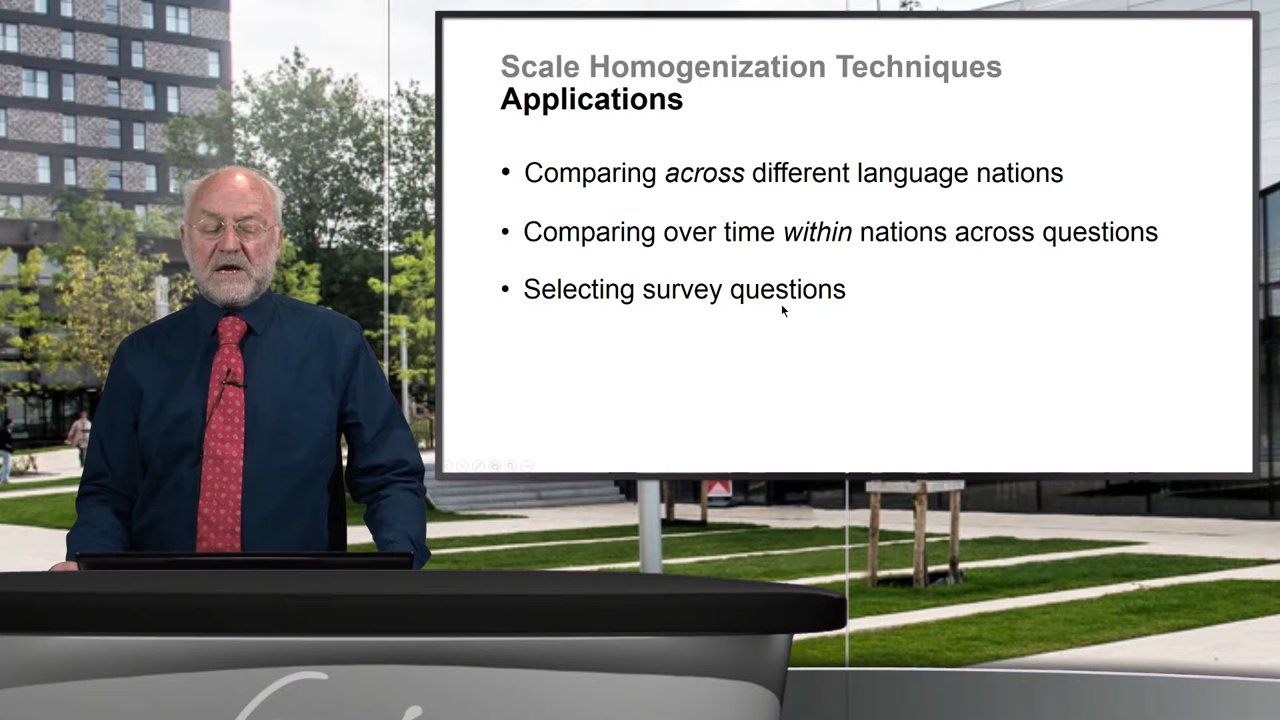 Scale Homogenization Techniques
Applications
• Comparing across different language nations
• Comparing over time within nations across questions
• Selecting survey questions